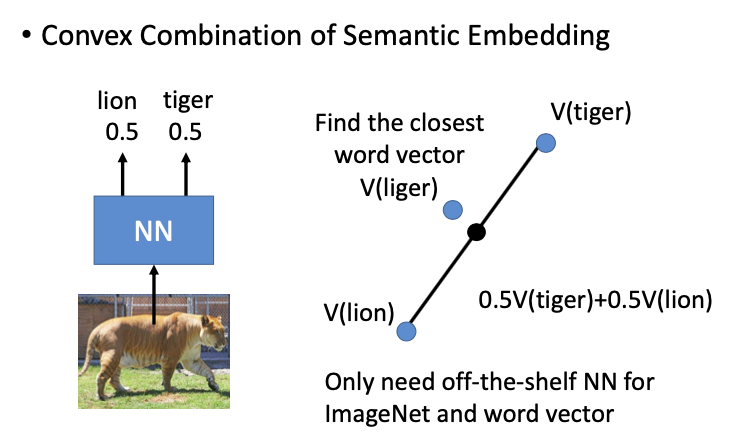 • Convex Combination of Semantic Embedding
lion tiger
0.5 0.5
NN
Find the closest
word vector
V(liger)
V(tiger)
V(lion)
0.5V(tiger)+0.5V(lion)
Only need off-the-shelf NN for
ImageNet and word vector